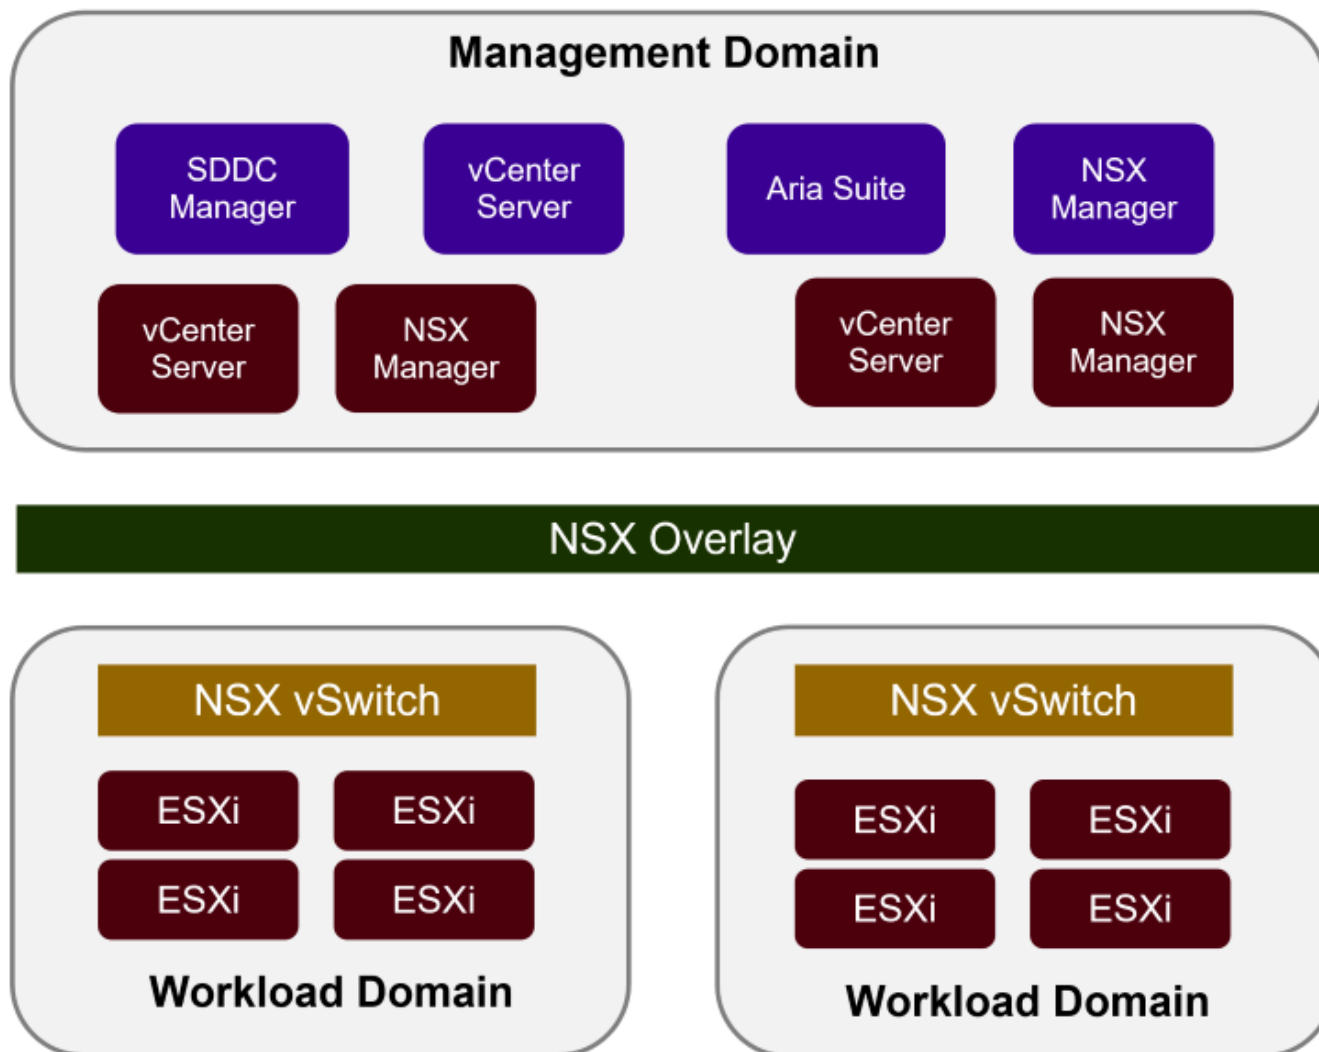 Management Domain
SDDC
Manager
vCenter
Server
Aria Suite
NSX
Manager
vCenter
Server
NSX
Manager
vCenter
Server
NSX
Manager
NSX Overlay
NSX vSwitch
ESXi
ESXi
ESXi
ESXi
Workload Domain
NSX vSwitch
ESXi
ESXi
ESXi
ESXi
Workload Domain